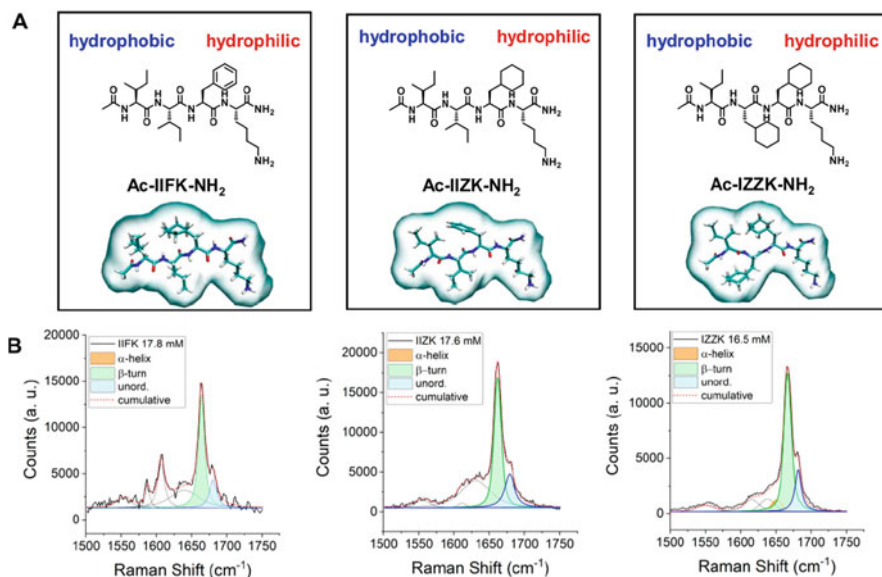 A
hydrophobic hydrophilic
Ac-IIFK-NH2
hydrophobic hydrophilic
Ac-IIZK-NH2
hydrophobic hydrophilic
Ac-IZZK-NH2
B
IIFK 17.8 mM
α-helix
β-turn
unord.
cumulative
Counts (a. u.)
20000
15000
10000
5000
0
1500 1550 1600 1650 1700 1750
Raman Shift (cm-1)
IIZK 17.6 mM
α-helix
β-turn
unord.
cumulative
Counts (a. u.)
20000
15000
10000
5000
0
1500 1550 1600 1650 1700 1750
Raman Shift (cm-1)
IZZK 16.5 mM
α-helix
β-turn
unord.
cumulative
Counts (a. u.)
15000
10000
5000
0
1500 1550 1600 1650 1700 1750
Raman Shift (cm-1)